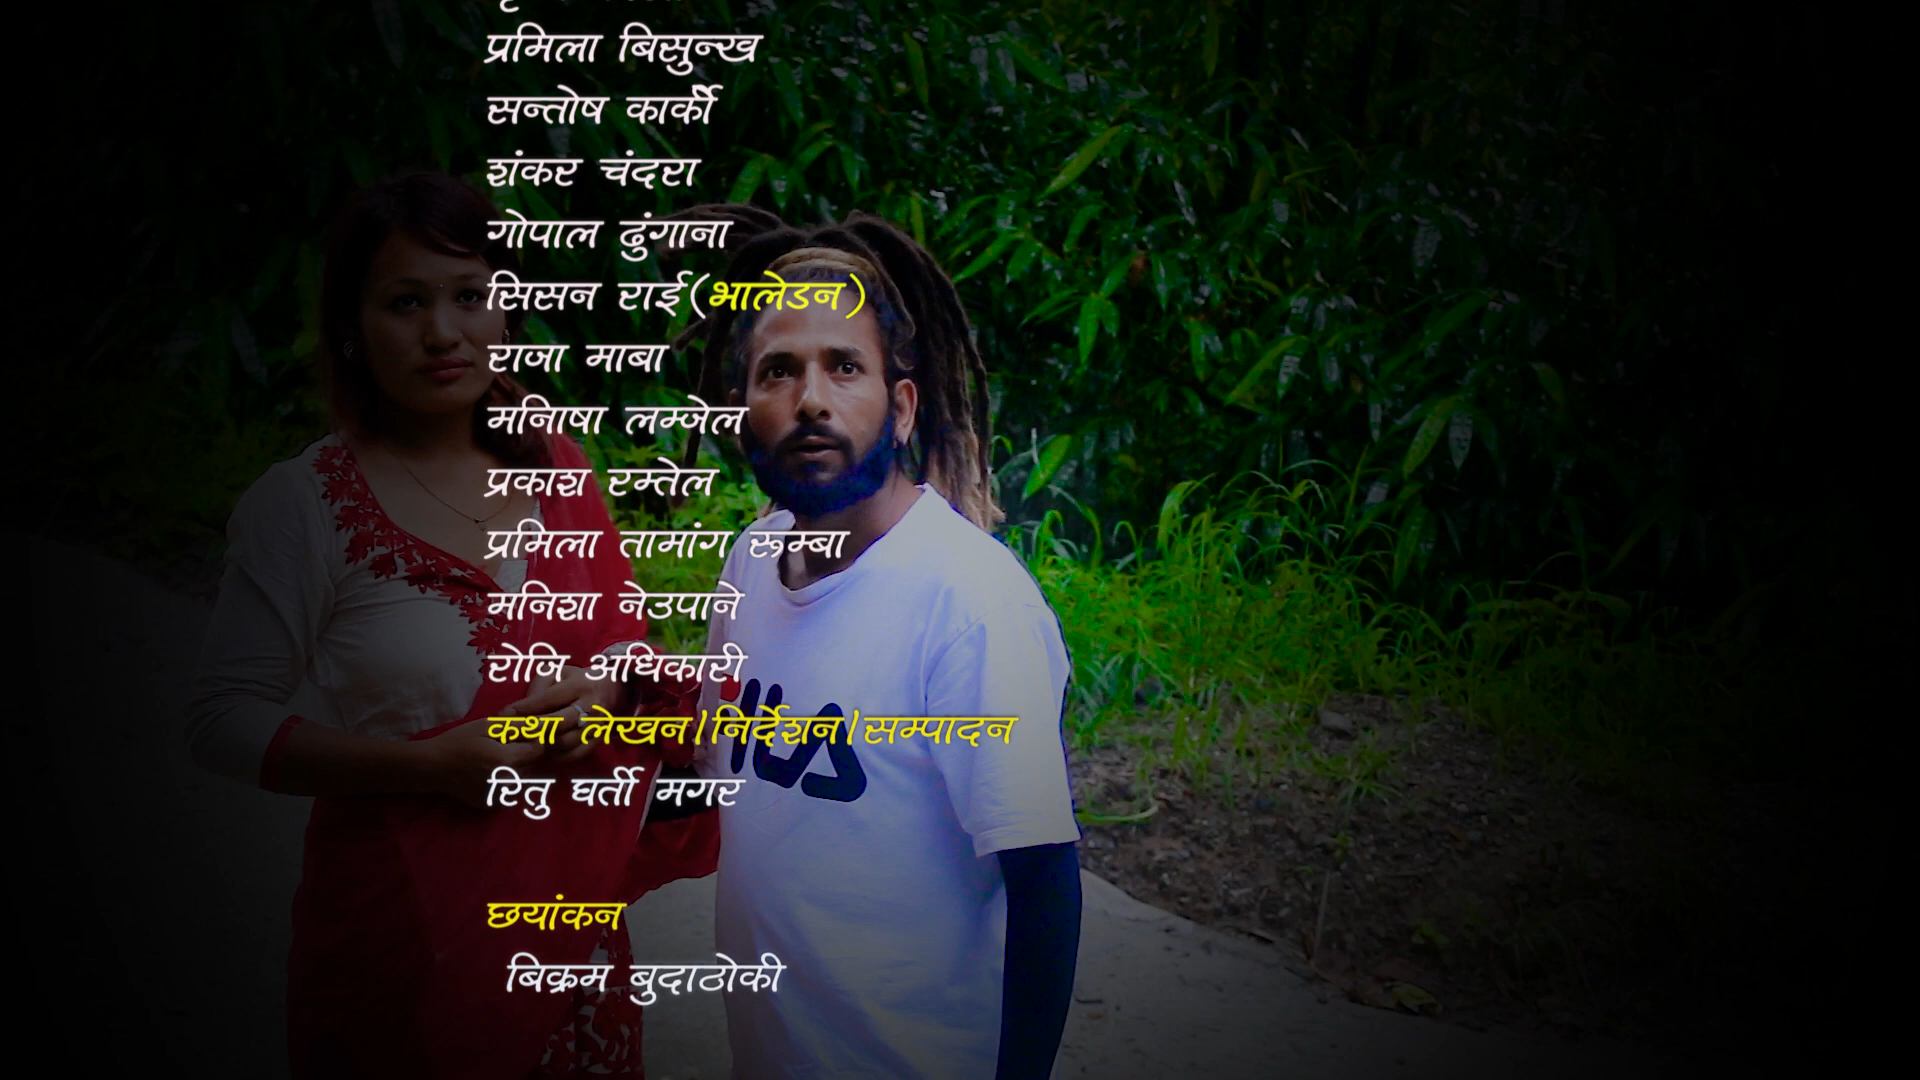 प्रमिला बिसुन्ख
सन्तोष कार्की
शंकर चंदरा
गोपाल ढुंगाना
सिसन राई(भालेडन)
राजा माबा
मनिाषा लम्जेल
प्रकाश रम्तेल
प्रमिला तामांग रूम्बा
मनिशा नेउपाने
रोजि अधिकारी
कथा लेखन/निर्देशन/सम्पादन
रितु घर्ती मगर
छयांकन
बिक्रम बुदाठोकी